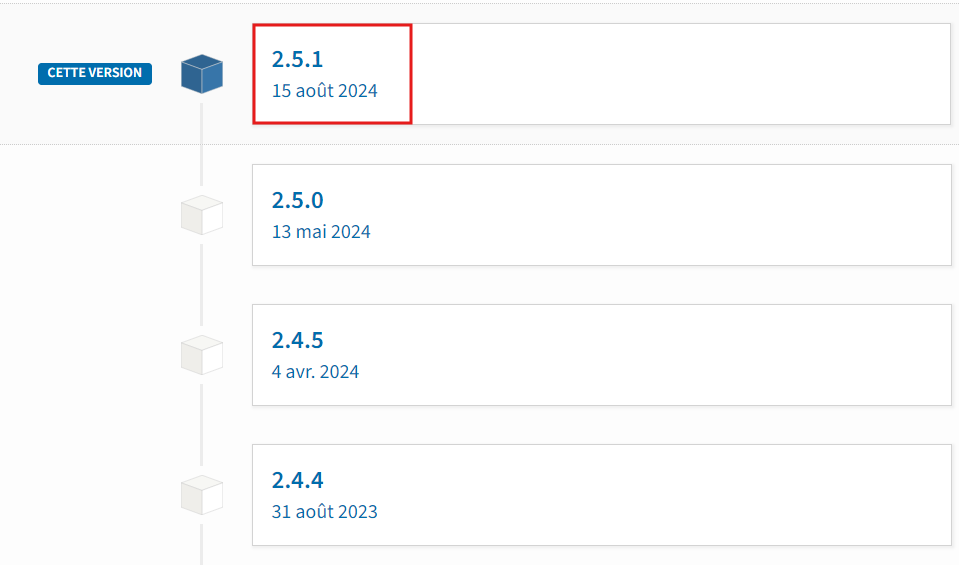 CETTE VERSION
2.5.1
15 août 2024
2.5.0
13 mai 2024
2.4.5
4 avr. 2024
2.4.4
31 août 2023